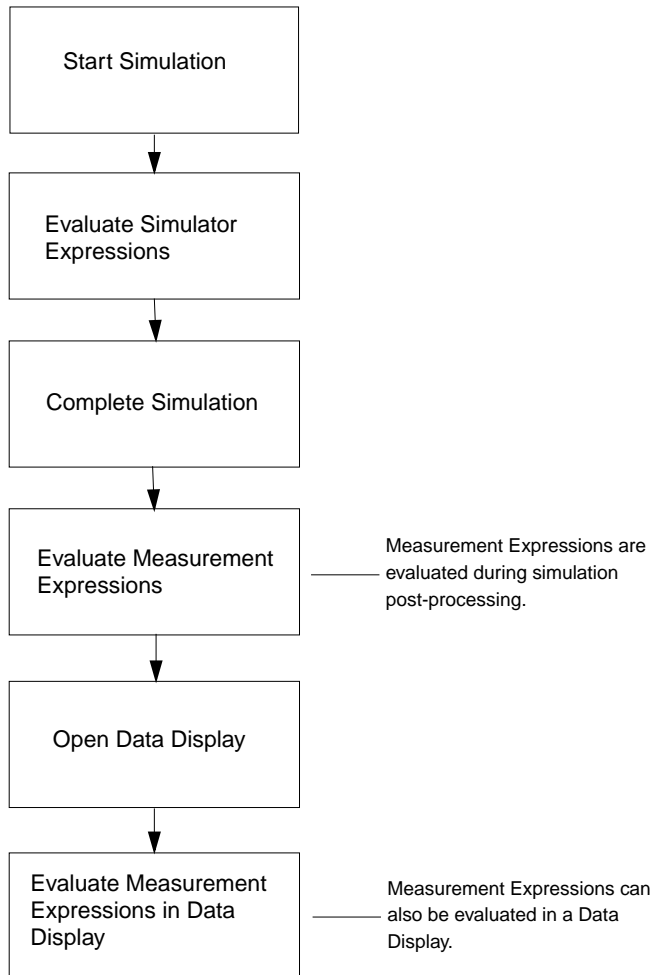 Start Simulation
Evaluate Simulator
Expressions
Complete Simulation
Evaluate Measurement
Expressions
Measurement Expressions are
evaluated during simulation
post-processing.
Open Data Display
Evaluate Measurement
Expressions in Data
Display
Measurement Expressions can
also be evaluated in a Data
Display.